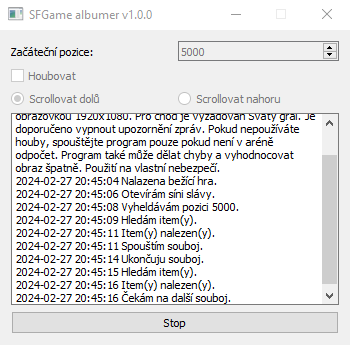 SFGame albumer v1.0.0
Začáteční pozice:
5000
Houbovat
Scrollovat dolů
Scrollovat nahoru
obrazovkou 1920x1080. Pro chod je vyžadován Svatý grál. Je
doporučeno vypnout upozornění zpráv. Pokud nepoužíváte
houby, spouštějte program pouze pokud není v aréně
odpočet. Program také může dělat chyby a vyhodnocovat
obraz špatně. Použití na vlastní nebezpečí.
2024-02-27 20:45:04 Nalazena bežící hra.
2024-02-27 20:45:06 Otevírám síni slávy.
2024-02-27 20:45:08 Vyheldávám pozici 5000.
2024-02-27 20:45:09 Hledám item(y).
2024-02-27 20:45:11 Item(y) nalezen(y).
2024-02-27 20:45:11 Spouštím souboj.
2024-02-27 20:45:14 Ukončuju souboj.
2024-02-27 20:45:15 Hledám item(y).
2024-02-27 20:45:16 Item(y) nalezen(y).
2024-02-27 20:45:16 Čekám na další souboj.
Stop